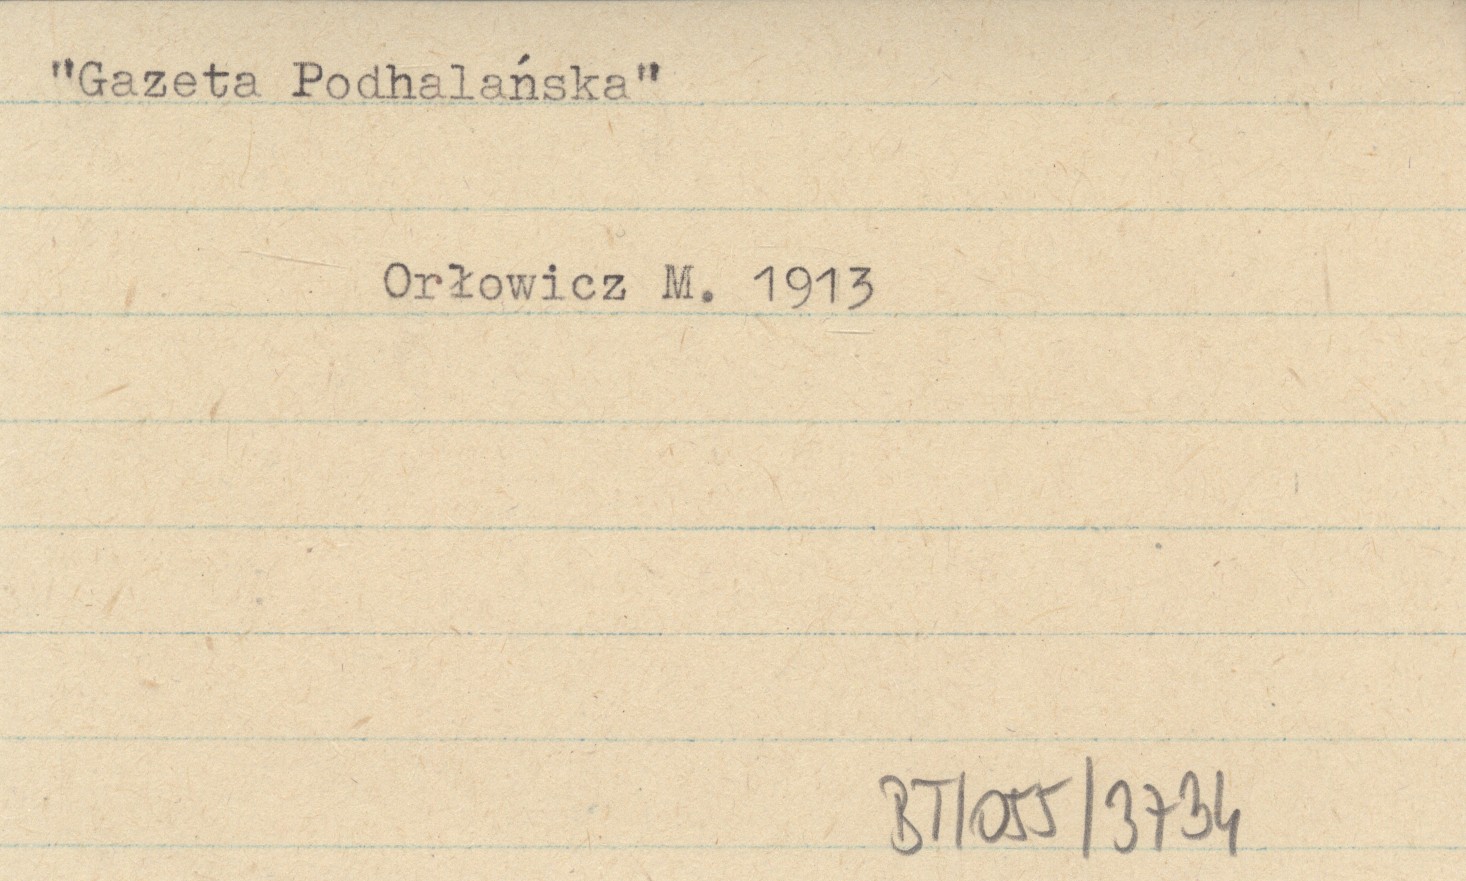 "Gazeta Podhalańska"
Orłowicz M. 1913
BT/055/3734